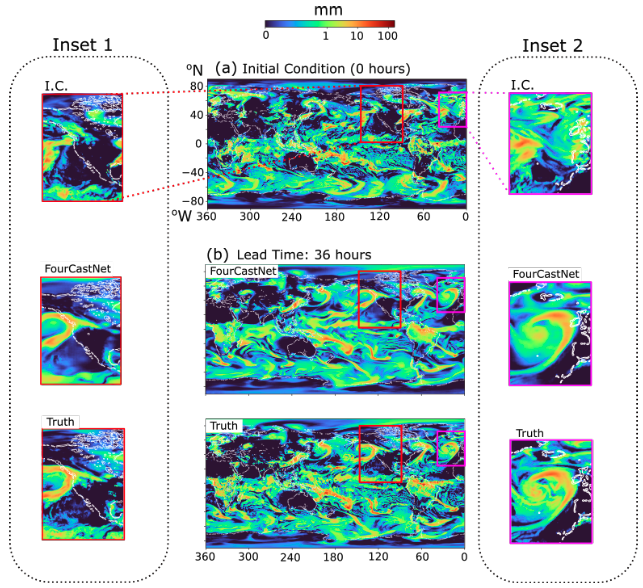 mm
0 1 10 100
Inset 1
Inset 2
(a) Initial Condition (0 hours)
I.C.
I.C.
°N
80
40
0
−40
−80
°W
360 300 240 180 120 60 0
(b) Lead Time: 36 hours
FourCastNet
FourCastNet
FourCastNet
Truth
Truth
Truth
360 300 240 180 120 60 0